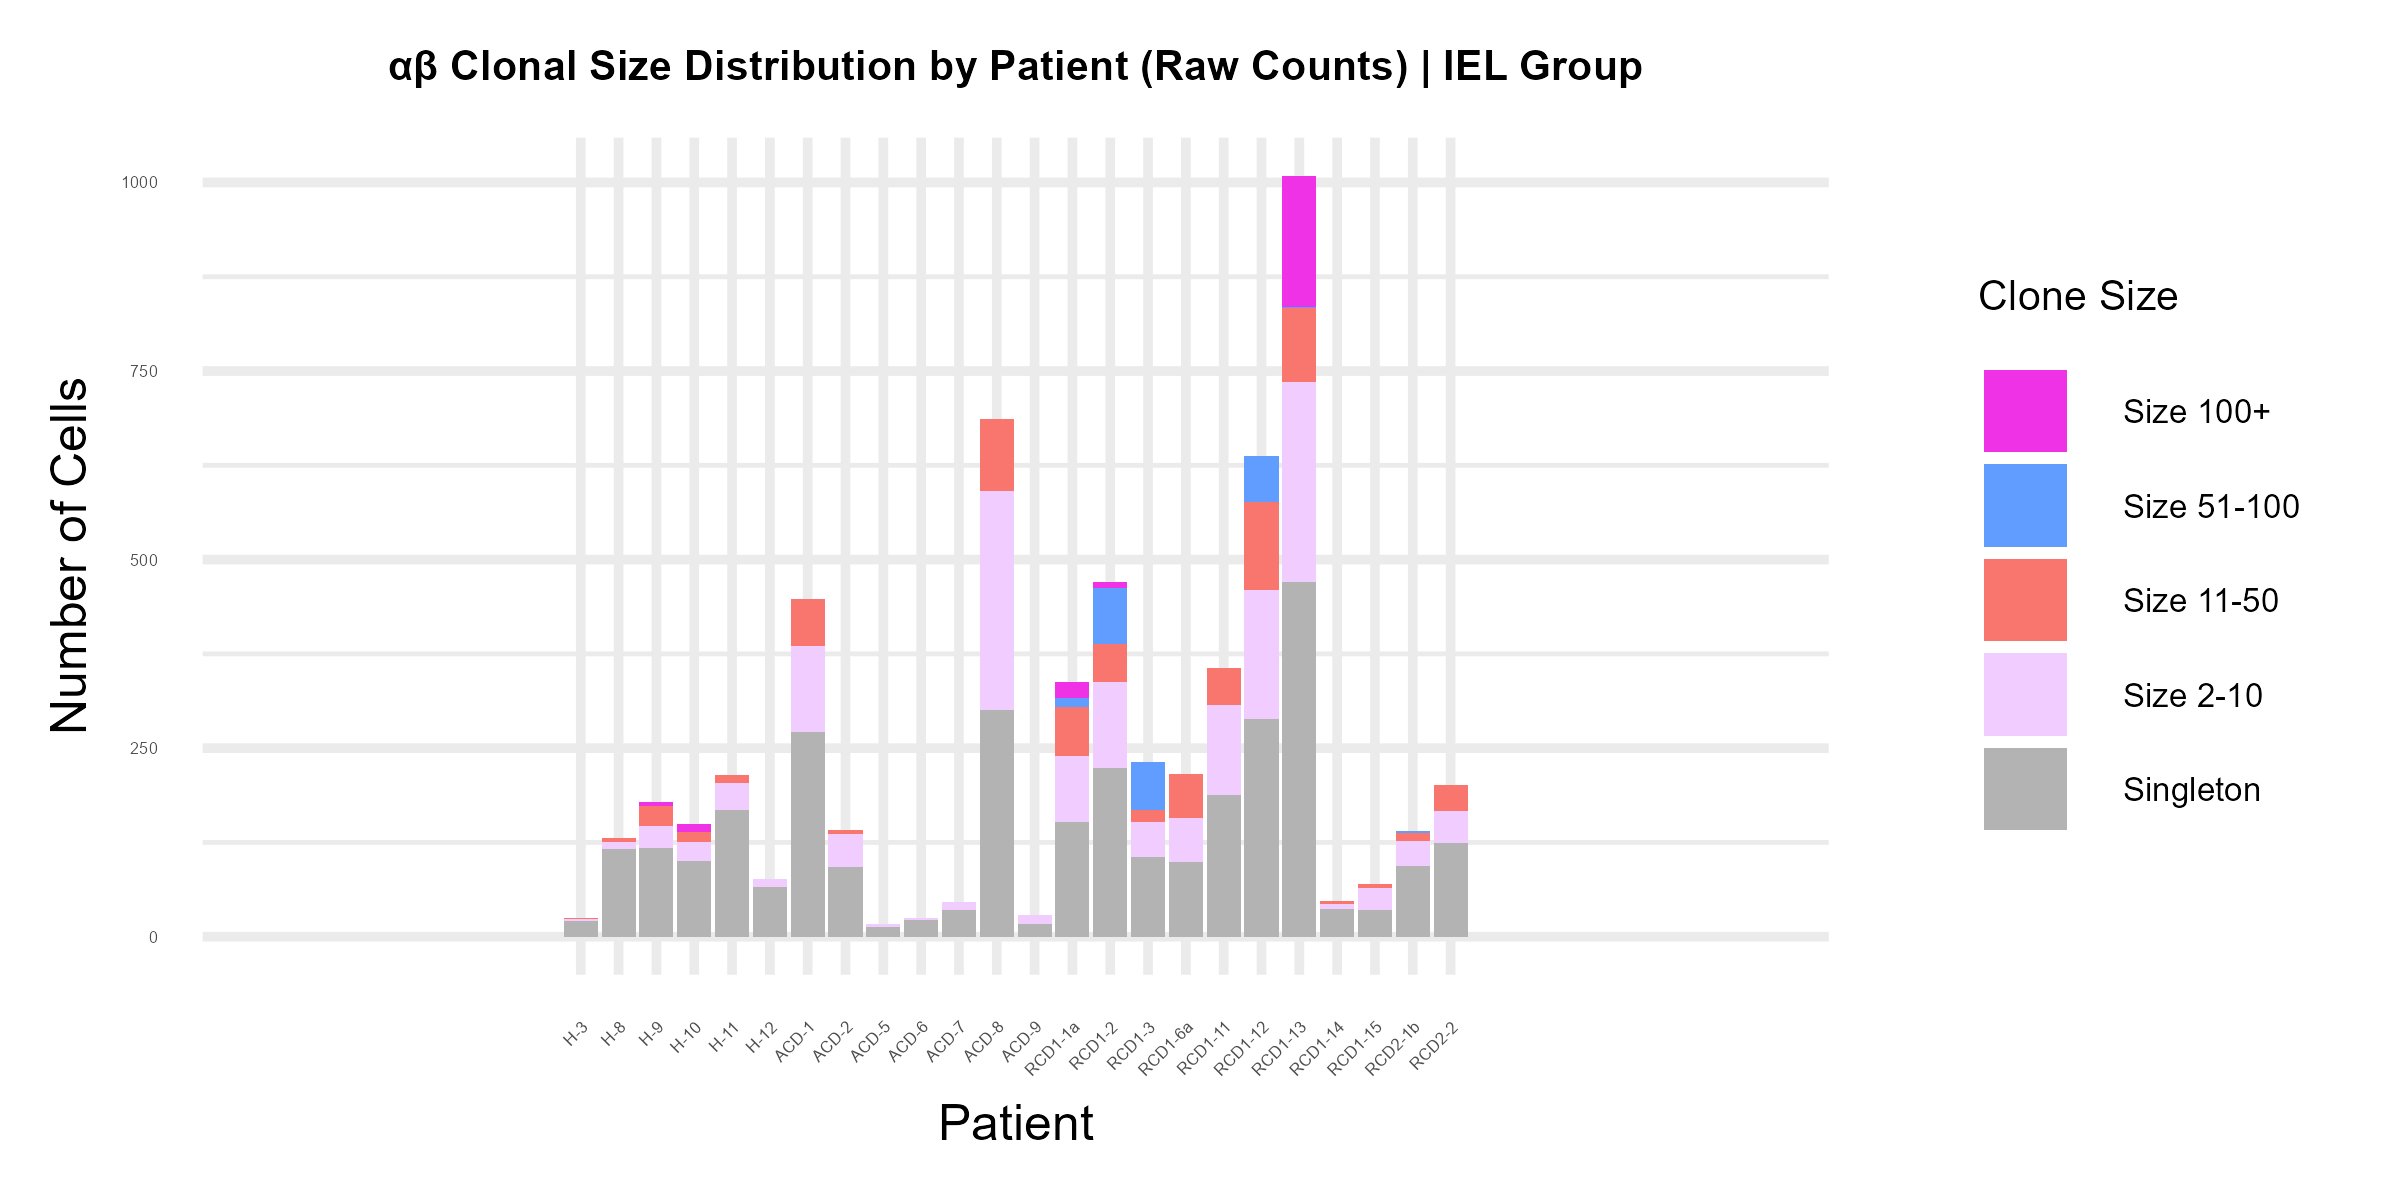 αβ Clonal Size Distribution by Patient (Raw Counts) | IEL Group
Number of Cells
1000
750
500
250
0
H-3
H-8
H-9
H-10
H-11
H-12
ACD-1
ACD-2
ACD-5
ACD-6
ACD-7
ACD-8
ACD-9
RCD1-1a
RCD1-2
RCD1-3
RCD1-6a
RCD1-11
RCD1-12
RCD1-13
RCD1-14
RCD1-15
RCD2-1b
RCD2-2
Patient
Clone Size
Size 100+
Size 51-100
Size 11-50
Size 2-10
Singleton